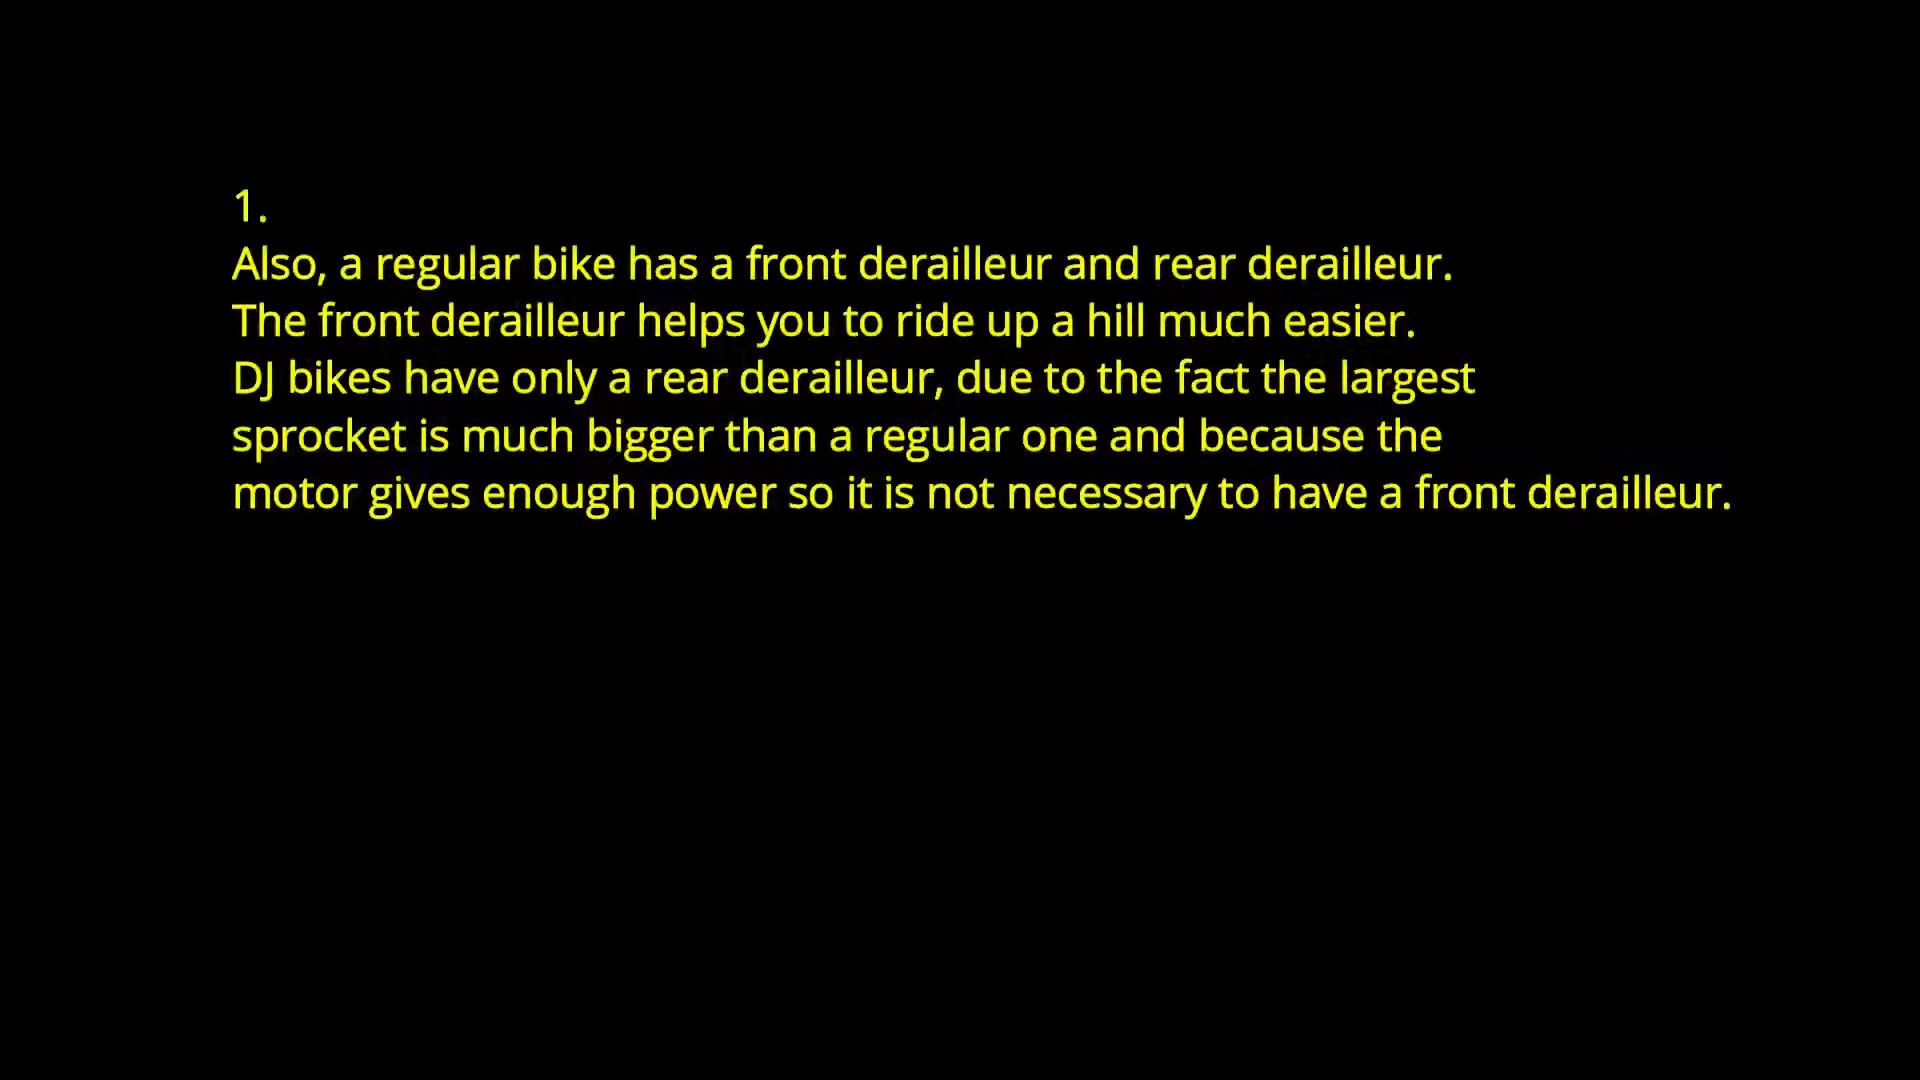 1.
Also, a regular bike has a front derailleur and rear derailleur.
The front derailleur helps you to ride up a hill much easier.
DJ bikes have only a rear derailleur, due to the fact the largest
sprocket is much bigger than a regular one and because the
motor gives enough power so it is not necessary to have a front derailleur.